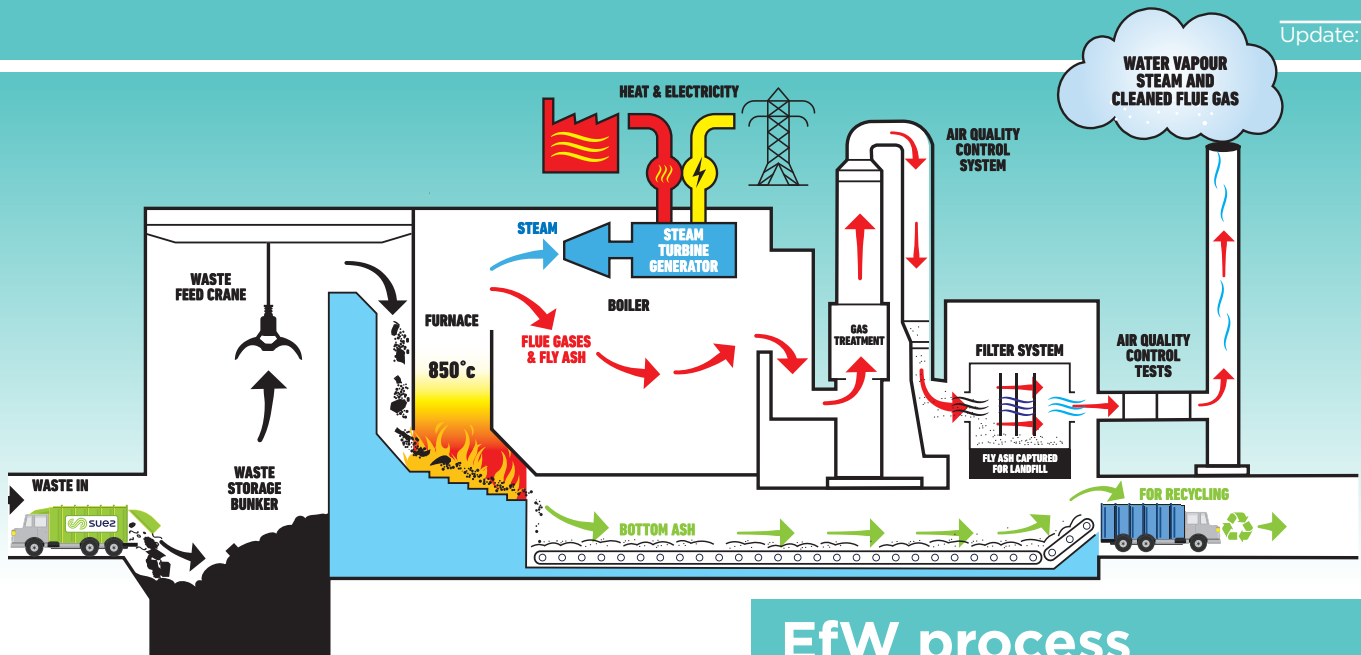 Update:
WATER VAPOUR
STEAM AND
CLEANED FLUE GAS
HEAT & ELECTRICITY
AIR QUALITY
CONTROL
SYSTEM
STEAM
STEAM
TURBINE
GENERATOR
WASTE
FEED CRANE
BOILER
FURNACE
850°c
FLUE GASES
& FLY ASH
GAS
TREATMENT
FILTER SYSTEM
AIR QUALITY
CONTROL
TESTS
FLY ASH CAPTURED
FOR LANDFILL
WASTE IN
suez
WASTE
STORAGE
BUNKER
BOTTOM ASH
FOR RECYCLING
EfW process